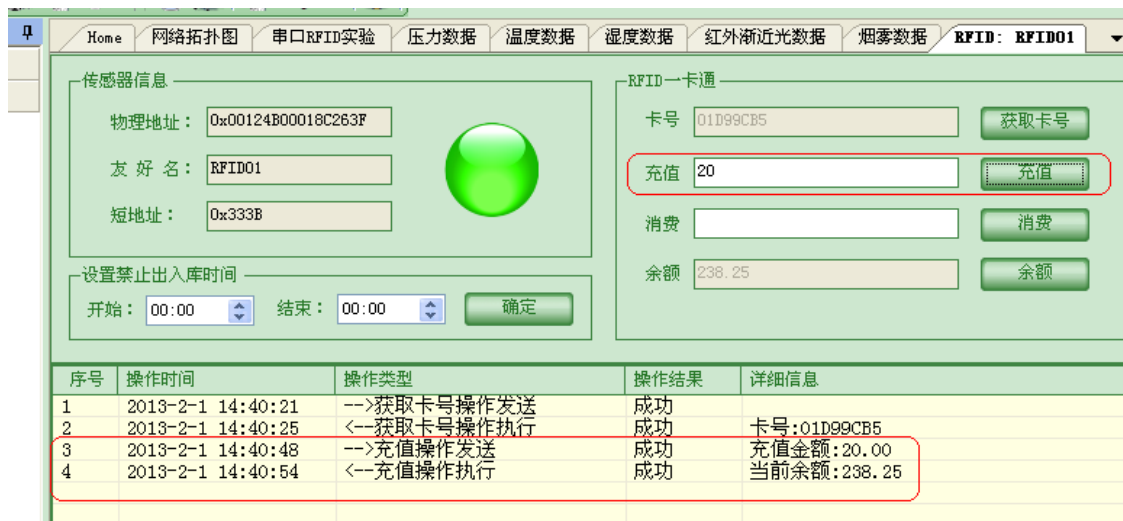 Home 网络拓扑图 串口RFID实验 压力数据 温度数据 湿度数据 红外渐近光数据 烟雾数据 RFID: RFID01
传感器信息
物理地址： 0x00124B00018C263F
友 好 名： RFID01
短地址： 0x333B
设置禁止出入库时间
开始： 00:00 结束： 00:00 确定
RFID一卡通
卡号 01D99CB5 获取卡号
充值 20 充值
消费 消费
余额 238.25 余额
序号 操作时间 操作类型 操作结果 详细信息
1 2013-2-1 14:40:21 -->获取卡号操作发送 成功
2 2013-2-1 14:40:25 <--获取卡号操作执行 成功 卡号:01D99CB5
3 2013-2-1 14:40:48 -->充值操作发送 成功 充值金额:20.00
4 2013-2-1 14:40:54 <--充值操作执行 成功 当前余额:238.25